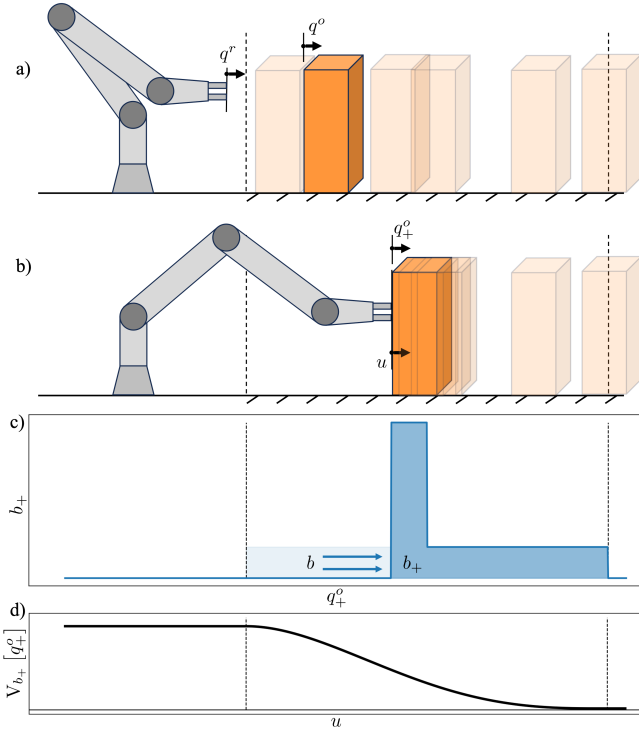 a)
q^r
q^o
b)
q^o_+
u
c)
b_+
b
b_+
q^o_+
d)
V_{b_+} [q^o_+]
u